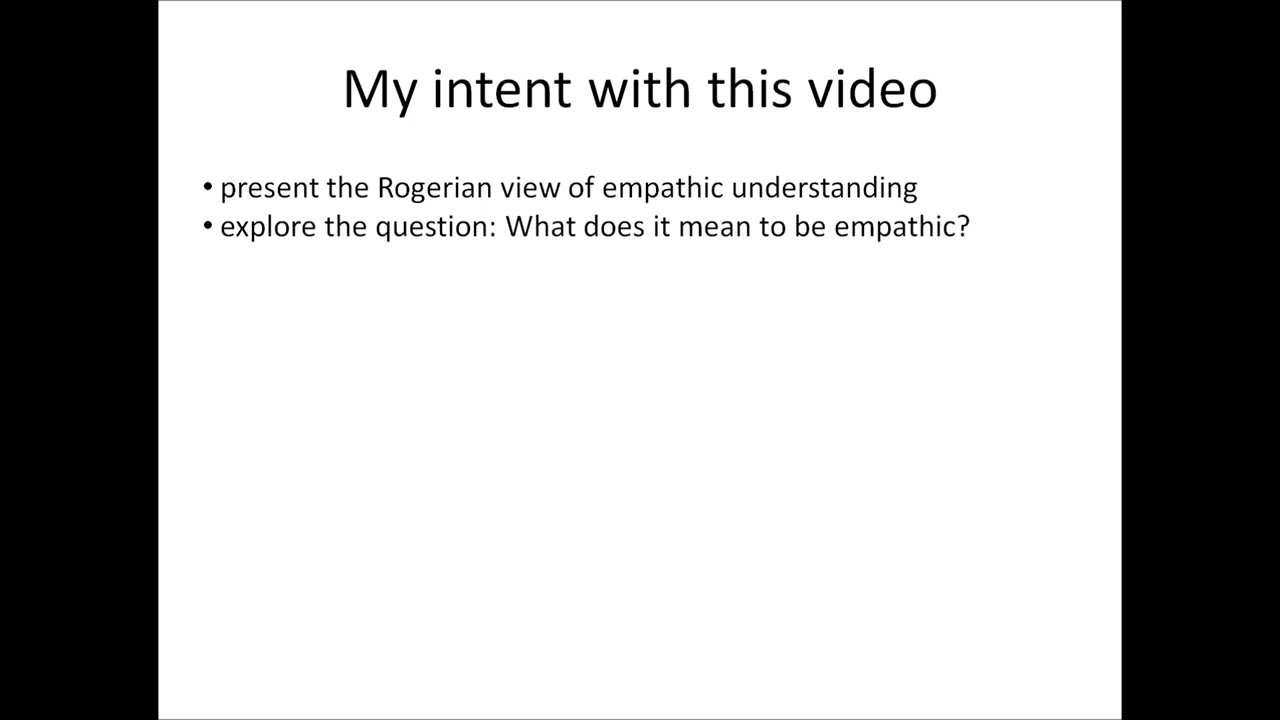 My intent with this video
• present the Rogerian view of empathic understanding
• explore the question: What does it mean to be empathic?